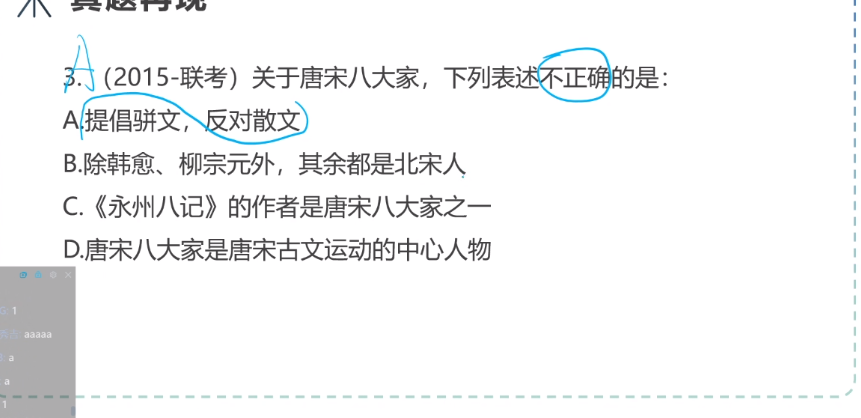 真题再现
A
3.（2015-联考）关于唐宋八大家，下列表述不正确的是：
A.提倡骈文，反对散文
B.除韩愈、柳宗元外，其余都是北宋人
C.《永州八记》的作者是唐宋八大家之一
D.唐宋八大家是唐宋古文运动的中心人物
G: 1
aaaaa
a
a
1